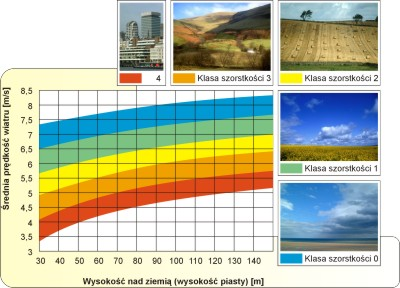 4
Klasa szorstkości 3
Klasa szorstkości 2
Klasa szorstkości 1
Klasa szorstkości 0
Średnia prędkość wiatru [m/s]
8,5
8
7,5
7
6,5
6
5,5
5
4,5
4
3,5
3
30 40 50 60 70 80 90 100 110 120 130 140
Wysokość nad ziemią (wysokość piasty) [m]